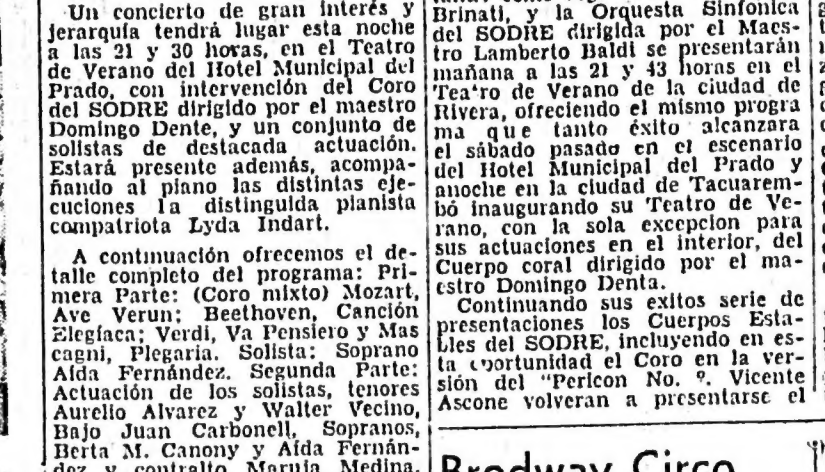 Un concierto de gran interés y
jerarquía tendrá lugar esta noche
a las 21 y 30 horas, en el Teatro
de Verano del Hotel Municipal del
Prado, con intervención del Coro
del SODRE dirigido por el maestro
Domingo Dente, y un conjunto de
solistas de destacada actuación.
Estará presente además, acompa-
ñando al piano las distintas eje-
cuciones la distinguida pianista
compatriota Lyda Indart.
A continuación ofrecemos el de-
talle completo del programa: Pri-
mera Parte: (Coro mixto) Mozart,
Ave Verun; Beethoven, Canción
Elegíaca; Verdi, Va Pensiero y Mas
cagni, Plegaria. Solista: Soprano
Aída Fernández. Segunda Parte:
Actuación de los solistas, tenores
Aurelio Alvarez y Walter Vecino,
Bajo Juan Carbonell, Sopranos,
Berta M. Canony y Aída Fernán-
dez y contralto Maruja Medina.
Brinati, y la Orquesta Sinfonica
del SODRE dirigida por el Maes-
tro Lamberto Baldi se presentarán
mañana a las 21 y 43 horas en el
Teatro de Verano de la ciudad de
Rivera, ofreciendo el mismo progra
ma que tanto éxito alcanzara
el sábado pasado en el escenario
del Hotel Municipal del Prado y
anoche en la ciudad de Tacuarem-
bó inaugurando su Teatro de Ve-
rano, con la sola excepcion para
sus actuaciones en el interior, del
Cuerpo coral dirigido por el ma-
estro Domingo Denta.
Continuando sus exitos serie de
presentaciones los Cuerpos Esta-
bles del SODRE, incluyendo en es-
ta oportunidad el Coro en la ver-
sión del "Pericon No. Vicente
Ascone volveran a presentarse el
Brodway Circo